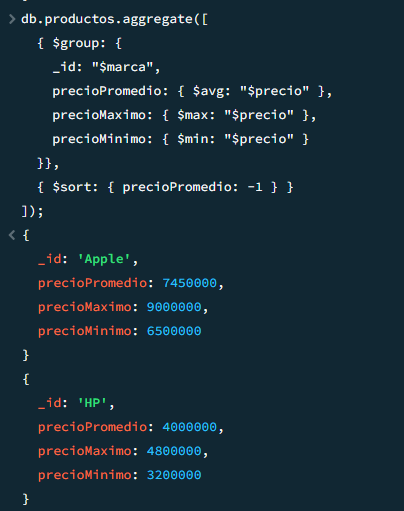 > db.productos.aggregate([
{ $group: {
_id: "$marca",
precioPromedio: { $avg: "$precio" },
precioMaximo: { $max: "$precio" },
precioMinimo: { $min: "$precio" }
}},
{ $sort: { precioPromedio: -1 } }
]);
< {
_id: 'Apple',
precioPromedio: 7450000,
precioMaximo: 9000000,
precioMinimo: 6500000
}
{
_id: 'HP',
precioPromedio: 4000000,
precioMaximo: 4800000,
precioMinimo: 3200000
}